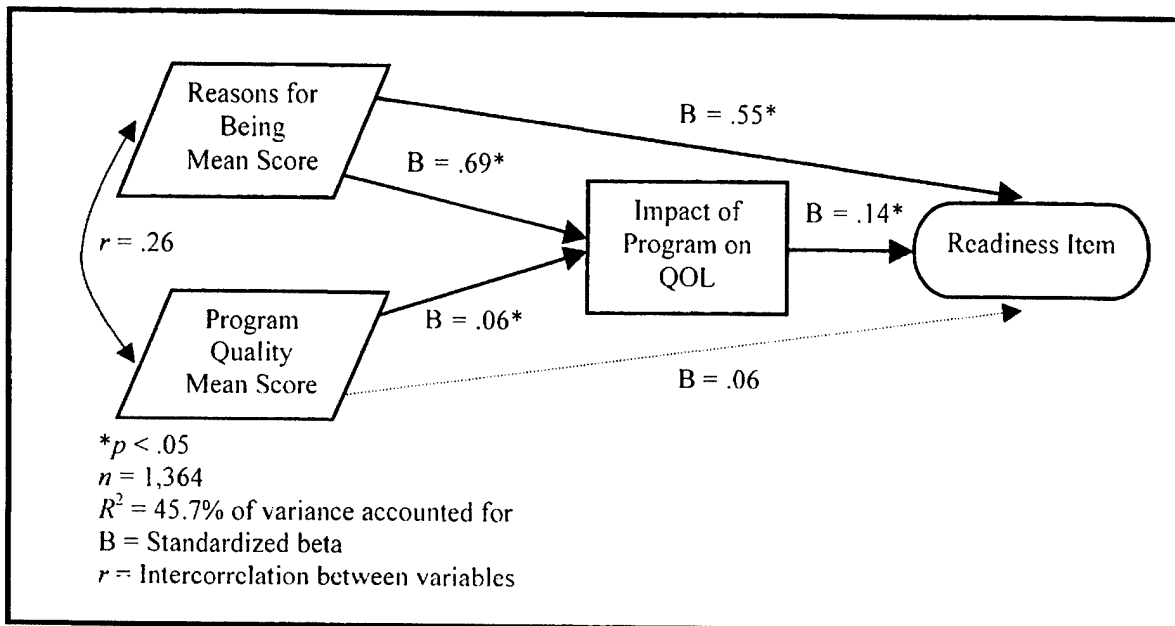 Reasons for
Being
Mean Score
B = .55*
B = .69*
r = .26
Impact of
Program on
QOL
B = .14*
Readiness Item
Program
Quality
Mean Score
B = .06*
B = .06
*p < .05
n = 1,364
R² = 45.7% of variance accounted for
B = Standardized beta
r = Intercorrelation between variables